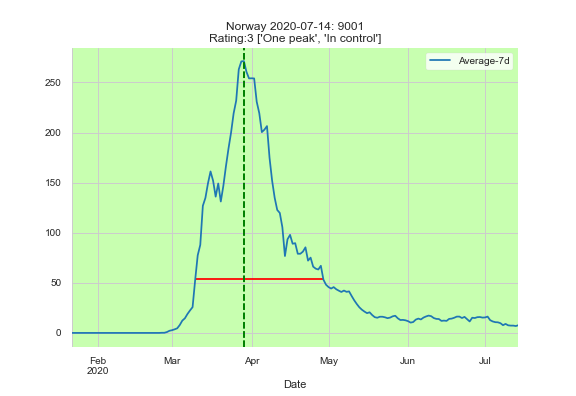 Norway 2020-07-14: 9001
Rating:3 ['One peak', 'In control']
Average-7d
250
200
150
100
50
0
Feb
2020
Mar
Apr
May
Jun
Jul
Date